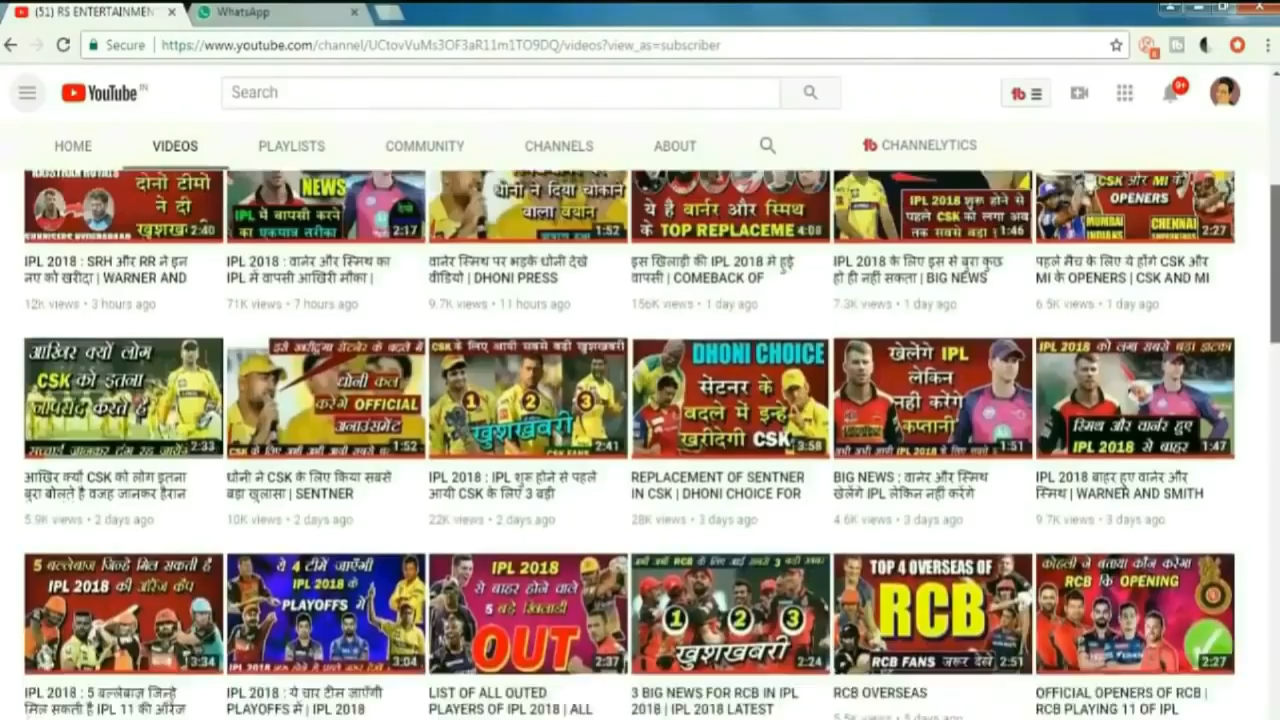 (51) RS ENTERTAINMEN
WhatsApp
Secure
https://www.youtube.com/channel/UCtovVuMs3OF3aR11m1TO9DQ/videos?view_as=subscriber
YouTube IN
Search
9+
HOME VIDEOS PLAYLISTS COMMUNITY CHANNELS ABOUT
CHANNELYTICS
दोनों टीमों
ने दी
2:40
NEWS
IPL में वापसी करने
का एकमात्र तरीका
2:17
धोनी ने दिया चोकाने
वाला बयान
1:52
ये है बार्नर और स्मिथ
के TOP REPLACEME
4:08
IPL 2018 शुरू होने से
पहले CSK को लगा अब
तक सबसे बड़ा
1:46
CSK और MI के
OPENERS
MUMBAI
INDIANS
CHENNAI
2:27
IPL 2018 : SRH और RR ने इन
नए को खरीदा | WARNER AND
12K views • 3 hours ago
IPL 2018 : वार्नर और स्मिथ का
IPL में वापसी आखिरी मौका |
71K views • 7 hours ago
वार्नर स्मिथ पर भड़के धोनी देखे
वीडियो | DHONI PRESS
9.7K views • 11 hours ago
इस खिलाड़ी की IPL 2018 में हुई
वापसी | COMEBACK OF
156K views • 1 day ago
IPL 2018 के लिए इस से बुरा कुछ
हो ही नहीं सकता | BIG NEWS
7.3K views • 1 day ago
पहले मैच के लिए ये होंगे CSK और
MI के OPENERS | CSK AND MI
6.5K views • 1 day ago
आखिर क्यों लोग
CSK को इतना
नापसंद करते हैं
2:33
धोनी कल
करेंगे OFFICIAL
अनाउंसमेंट
1:52
CSK के लिए आयी सबसे बड़ी खुशखबरी
1 2 3
खुशखबरी
2:41
DHONI CHOICE
सेंटनर के
बदले में इन्हे
खरीदेगी CSK
3:58
खेलेंगे IPL
लेकिन
नही करेंगे
कप्तानी
1:51
IPL 2018 को लगा सबसे बड़ा झटका
स्मिथ और वार्नर हुए
IPL 2018 से बाहर
1:47
आखिर क्यों CSK को लोग इतना
बुरा बोलते है वजह जानकर हैरान
5.9K views • 2 days ago
धोनी ने CSK के लिए किया सबसे
बड़ा खुलासा | SENTNER
10K views • 2 days ago
IPL 2018 : IPL शुरू होने से पहले
आयी CSK के लिए 3 बड़ी
22K views • 2 days ago
REPLACEMENT OF SENTNER
IN CSK | DHONI CHOICE FOR
28K views • 3 days ago
BIG NEWS : वार्नर और स्मिथ
खेलेंगे IPL लेकिन नहीं करेंगे
4.6K views • 3 days ago
IPL 2018 बाहर हुए वार्नर और
स्मिथ | WARNER AND SMITH
9.7K views • 3 days ago
5 बल्लेबाज़ जिन्हे मिल सकती है
IPL 2018 की ऑरेंज कैप
3:34
ये 4 टीमें जाएँगी
IPL 2018 के
PLAYOFFS में
3:04
IPL 2018
से बाहर होने वाले
5 बड़े खिलाडी
OUT
2:37
1 2 3
खुशखबरी
2:24
TOP 4 OVERSEAS OF
RCB
RCB FANS जरूर देखे
2:51
कोहली ने बताया कौन करेगा
RCB कि OPENING
2:27
IPL 2018 : 5 बल्लेबाज़ जिन्हे
मिल सकती है IPL 11 की ऑरेंज
IPL 2018 : ये चार टीम जाएँगी
PLAYOFFS में | IPL 2018
LIST OF ALL OUTED
PLAYERS OF IPL 2018 | ALL
3 BIG NEWS FOR RCB IN IPL
2018 | IPL 2018 LATEST
RCB OVERSEAS
5.5K views • 5 days ago
OFFICIAL OPENERS OF RCB |
RCB PLAYING 11 OF IPL